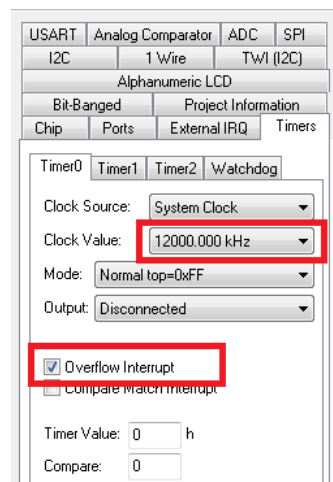 USART Analog Comparator ADC SPI
I2C 1 Wire TWI (I2C)
Alphanumeric LCD
Bit-Banged Project Information
Chip Ports External IRQ Timers
Timer0 Timer1 Timer2 Watchdog
Clock Source: System Clock
Clock Value: 12000.000 kHz
Mode: Normal top=0xFF
Output: Disconnected
Overflow Interrupt
Compare Match Interrupt
Timer Value: 0 h
Compare: 0